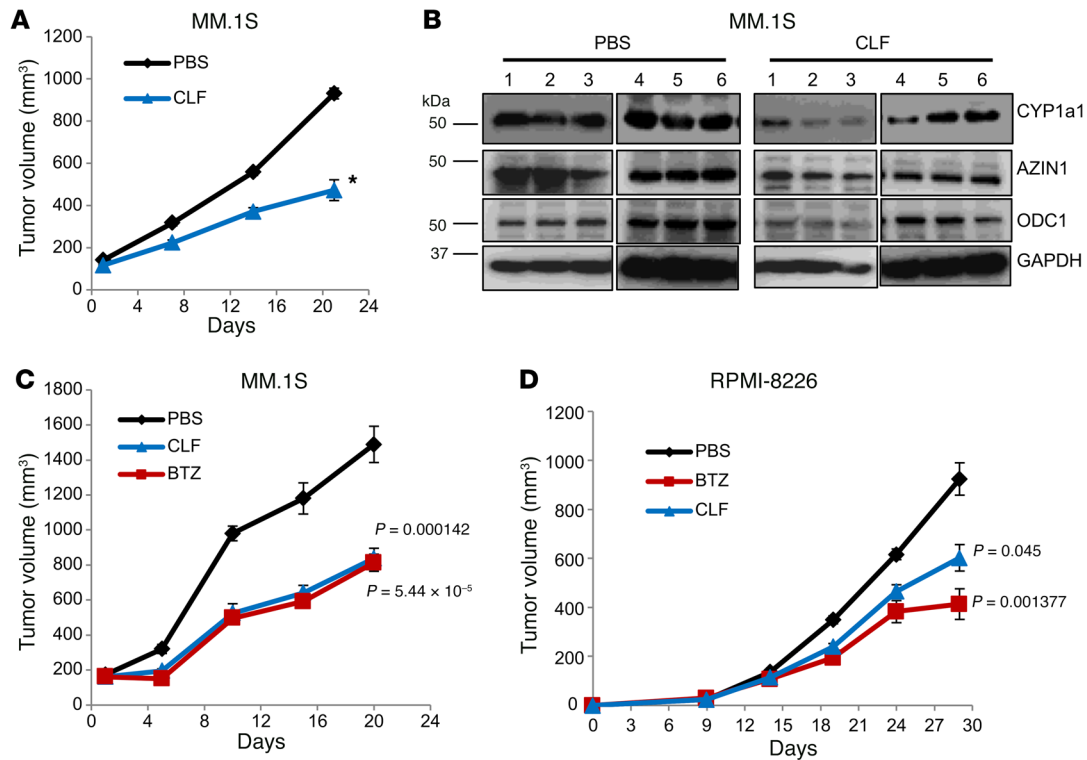 A
MM.1S
Tumor volume (mm³)
1200
1000
800
600
400
200
0
PBS
CLF
*
0 4 8 12 16 20 24
Days
B
MM.1S
PBS CLF
1 2 3 4 5 6 1 2 3 4 5 6
kDa
50
CYP1a1
50
AZIN1
50
ODC1
37
GAPDH
C
MM.1S
Tumor volume (mm³)
1800
1600
1400
1200
1000
800
600
400
200
0
PBS
CLF
BTZ
P = 0.000142
P = 5.44 × 10⁻⁵
0 4 8 12 16 20 24
Days
D
RPMI-8226
Tumor volume (mm³)
1200
1000
800
600
400
200
0
PBS
BTZ
CLF
P = 0.045
P = 0.001377
0 3 6 9 12 15 18 21 24 27 30
Days